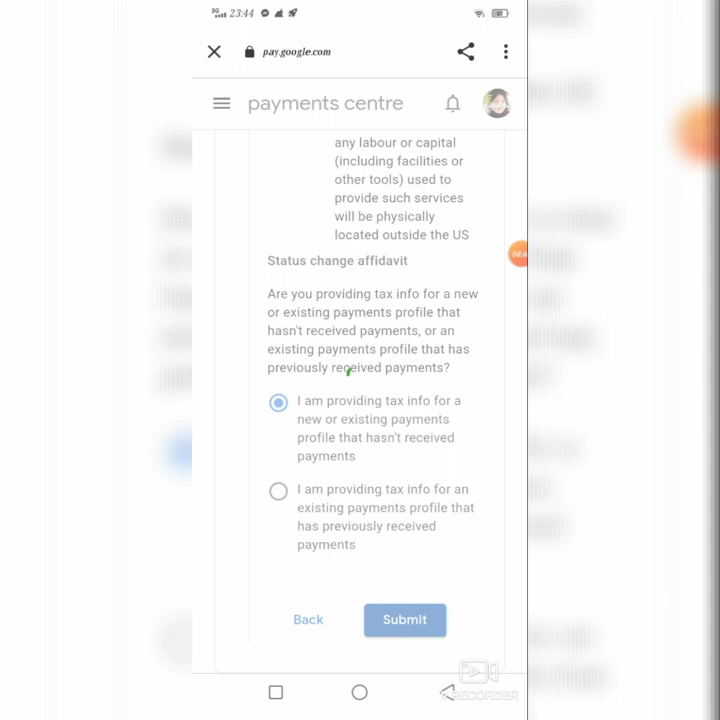 3G 23:44
pay.google.com
payments centre
any labour or capital
(including facilities or
other tools) used to
provide such services
will be physically
located outside the US
Status change affidavit
Are you providing tax info for a new
or existing payments profile that
hasn't received payments, or an
existing payments profile that has
previously received payments?
I am providing tax info for a
new or existing payments
profile that hasn't received
payments
I am providing tax info for an
existing payments profile that
has previously received
payments
Back Submit
RECORDER